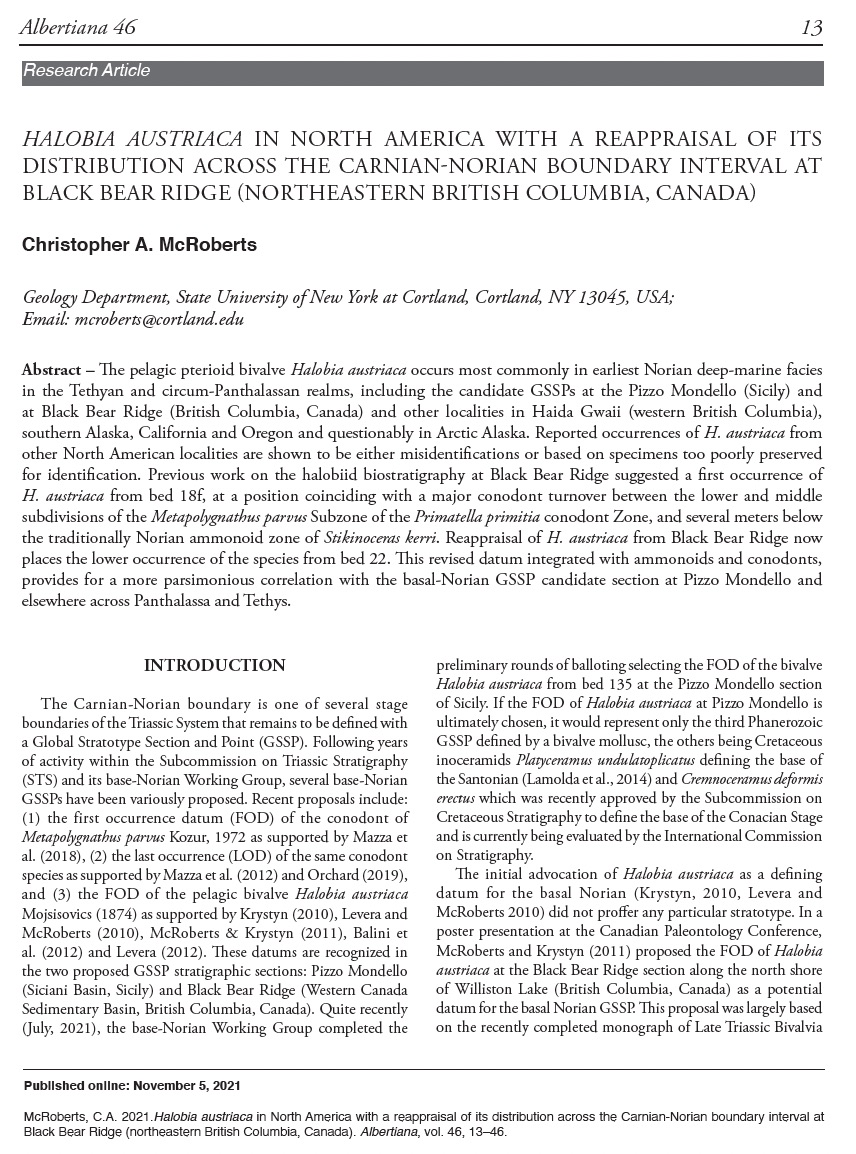 Albertiana 46
13
Research Article
HALOBIA AUSTRIACA IN NORTH AMERICA WITH A REAPPRAISAL OF ITS
DISTRIBUTION ACROSS THE CARNIAN-NORIAN BOUNDARY INTERVAL AT
BLACK BEAR RIDGE (NORTHEASTERN BRITISH COLUMBIA, CANADA)
Christopher A. McRoberts
Geology Department, State University of New York at Cortland, Cortland, NY 13045, USA;
Email: mcroberts@cortland.edu
Abstract – The pelagic pterioid bivalve Halobia austriaca occurs most commonly in earliest Norian deep-marine facies
in the Tethyan and circum-Panthalassan realms, including the candidate GSSPs at the Pizzo Mondello (Sicily) and
at Black Bear Ridge (British Columbia, Canada) and other localities in Haida Gwaii (western British Columbia),
southern Alaska, California and Oregon and questionably in Arctic Alaska. Reported occurrences of H. austriaca from
other North American localities are shown to be either misidentifications or based on specimens too poorly preserved
for identification. Previous work on the halobiid biostratigraphy at Black Bear Ridge suggested a first occurrence of
H. austriaca from bed 18f, at a position coinciding with a major conodont turnover between the lower and middle
subdivisions of the Metapolygnathus parvus Subzone of the Primatella primitia conodont Zone, and several meters below
the traditionally Norian ammonoid zone of Stikinoceras kerri. Reappraisal of H. austriaca from Black Bear Ridge now
places the lower occurrence of the species from bed 22. This revised datum integrated with ammonoids and conodonts,
provides for a more parsimonious correlation with the basal-Norian GSSP candidate section at Pizzo Mondello and
elsewhere across Panthalassa and Tethys.
INTRODUCTION
The Carnian-Norian boundary is one of several stage
boundaries of the Triassic System that remains to be defined with
a Global Stratotype Section and Point (GSSP). Following years
of activity within the Subcommission on Triassic Stratigraphy
(STS) and its base-Norian Working Group, several base-Norian
GSSPs have been variously proposed. Recent proposals include:
(1) the first occurrence datum (FOD) of the conodont of
Metapolygnathus parvus Kozur, 1972 as supported by Mazza et
al. (2018), (2) the last occurrence (LOD) of the same conodont
species as supported by Mazza et al. (2012) and Orchard (2019),
and (3) the FOD of the pelagic bivalve Halobia austriaca
Mojsisovics (1874) as supported by Krystyn (2010), Levera and
McRoberts (2010), McRoberts & Krystyn (2011), Balini et
al. (2012) and Levera (2012). These datums are recognized in
the two proposed GSSP stratigraphic sections: Pizzo Mondello
(Siciani Basin, Sicily) and Black Bear Ridge (Western Canada
Sedimentary Basin, British Columbia, Canada). Quite recently
(July, 2021), the base-Norian Working Group completed the
preliminary rounds of balloting selecting the FOD of the bivalve
Halobia austriaca from bed 135 at the Pizzo Mondello section
of Sicily. If the FOD of Halobia austriaca at Pizzo Mondello is
ultimately chosen, it would represent only the third Phanerozoic
GSSP defined by a bivalve mollusc, the others being Cretaceous
inoceramids Platyceramus undulatoplicatus defining the base of
the Santonian (Lamolda et al., 2014) and Cremnoceramus deformis
erectus which was recently approved by the Subcommission on
Cretaceous Stratigraphy to define the base of the Conacian Stage
and is currently being evaluated by the International Commission
on Stratigraphy.
The initial advocation of Halobia austriaca as a defining
datum for the basal Norian (Krystyn, 2010, Levera and
McRoberts 2010) did not proffer any particular stratotype. In a
poster presentation at the Canadian Paleontology Conference,
McRoberts and Krystyn (2011) proposed the FOD of Halobia
austriaca at the Black Bear Ridge section along the north shore
of Williston Lake (British Columbia, Canada) as a potential
datum for the basal Norian GSSP. This proposal was largely based
on the recently completed monograph of Late Triassic Bivalvia
Published online: November 5, 2021
McRoberts, C.A. 2021.Halobia austriaca in North America with a reappraisal of its distribution across the Carnian-Norian boundary interval at
Black Bear Ridge (northeastern British Columbia, Canada). Albertiana, vol. 46, 13–46.